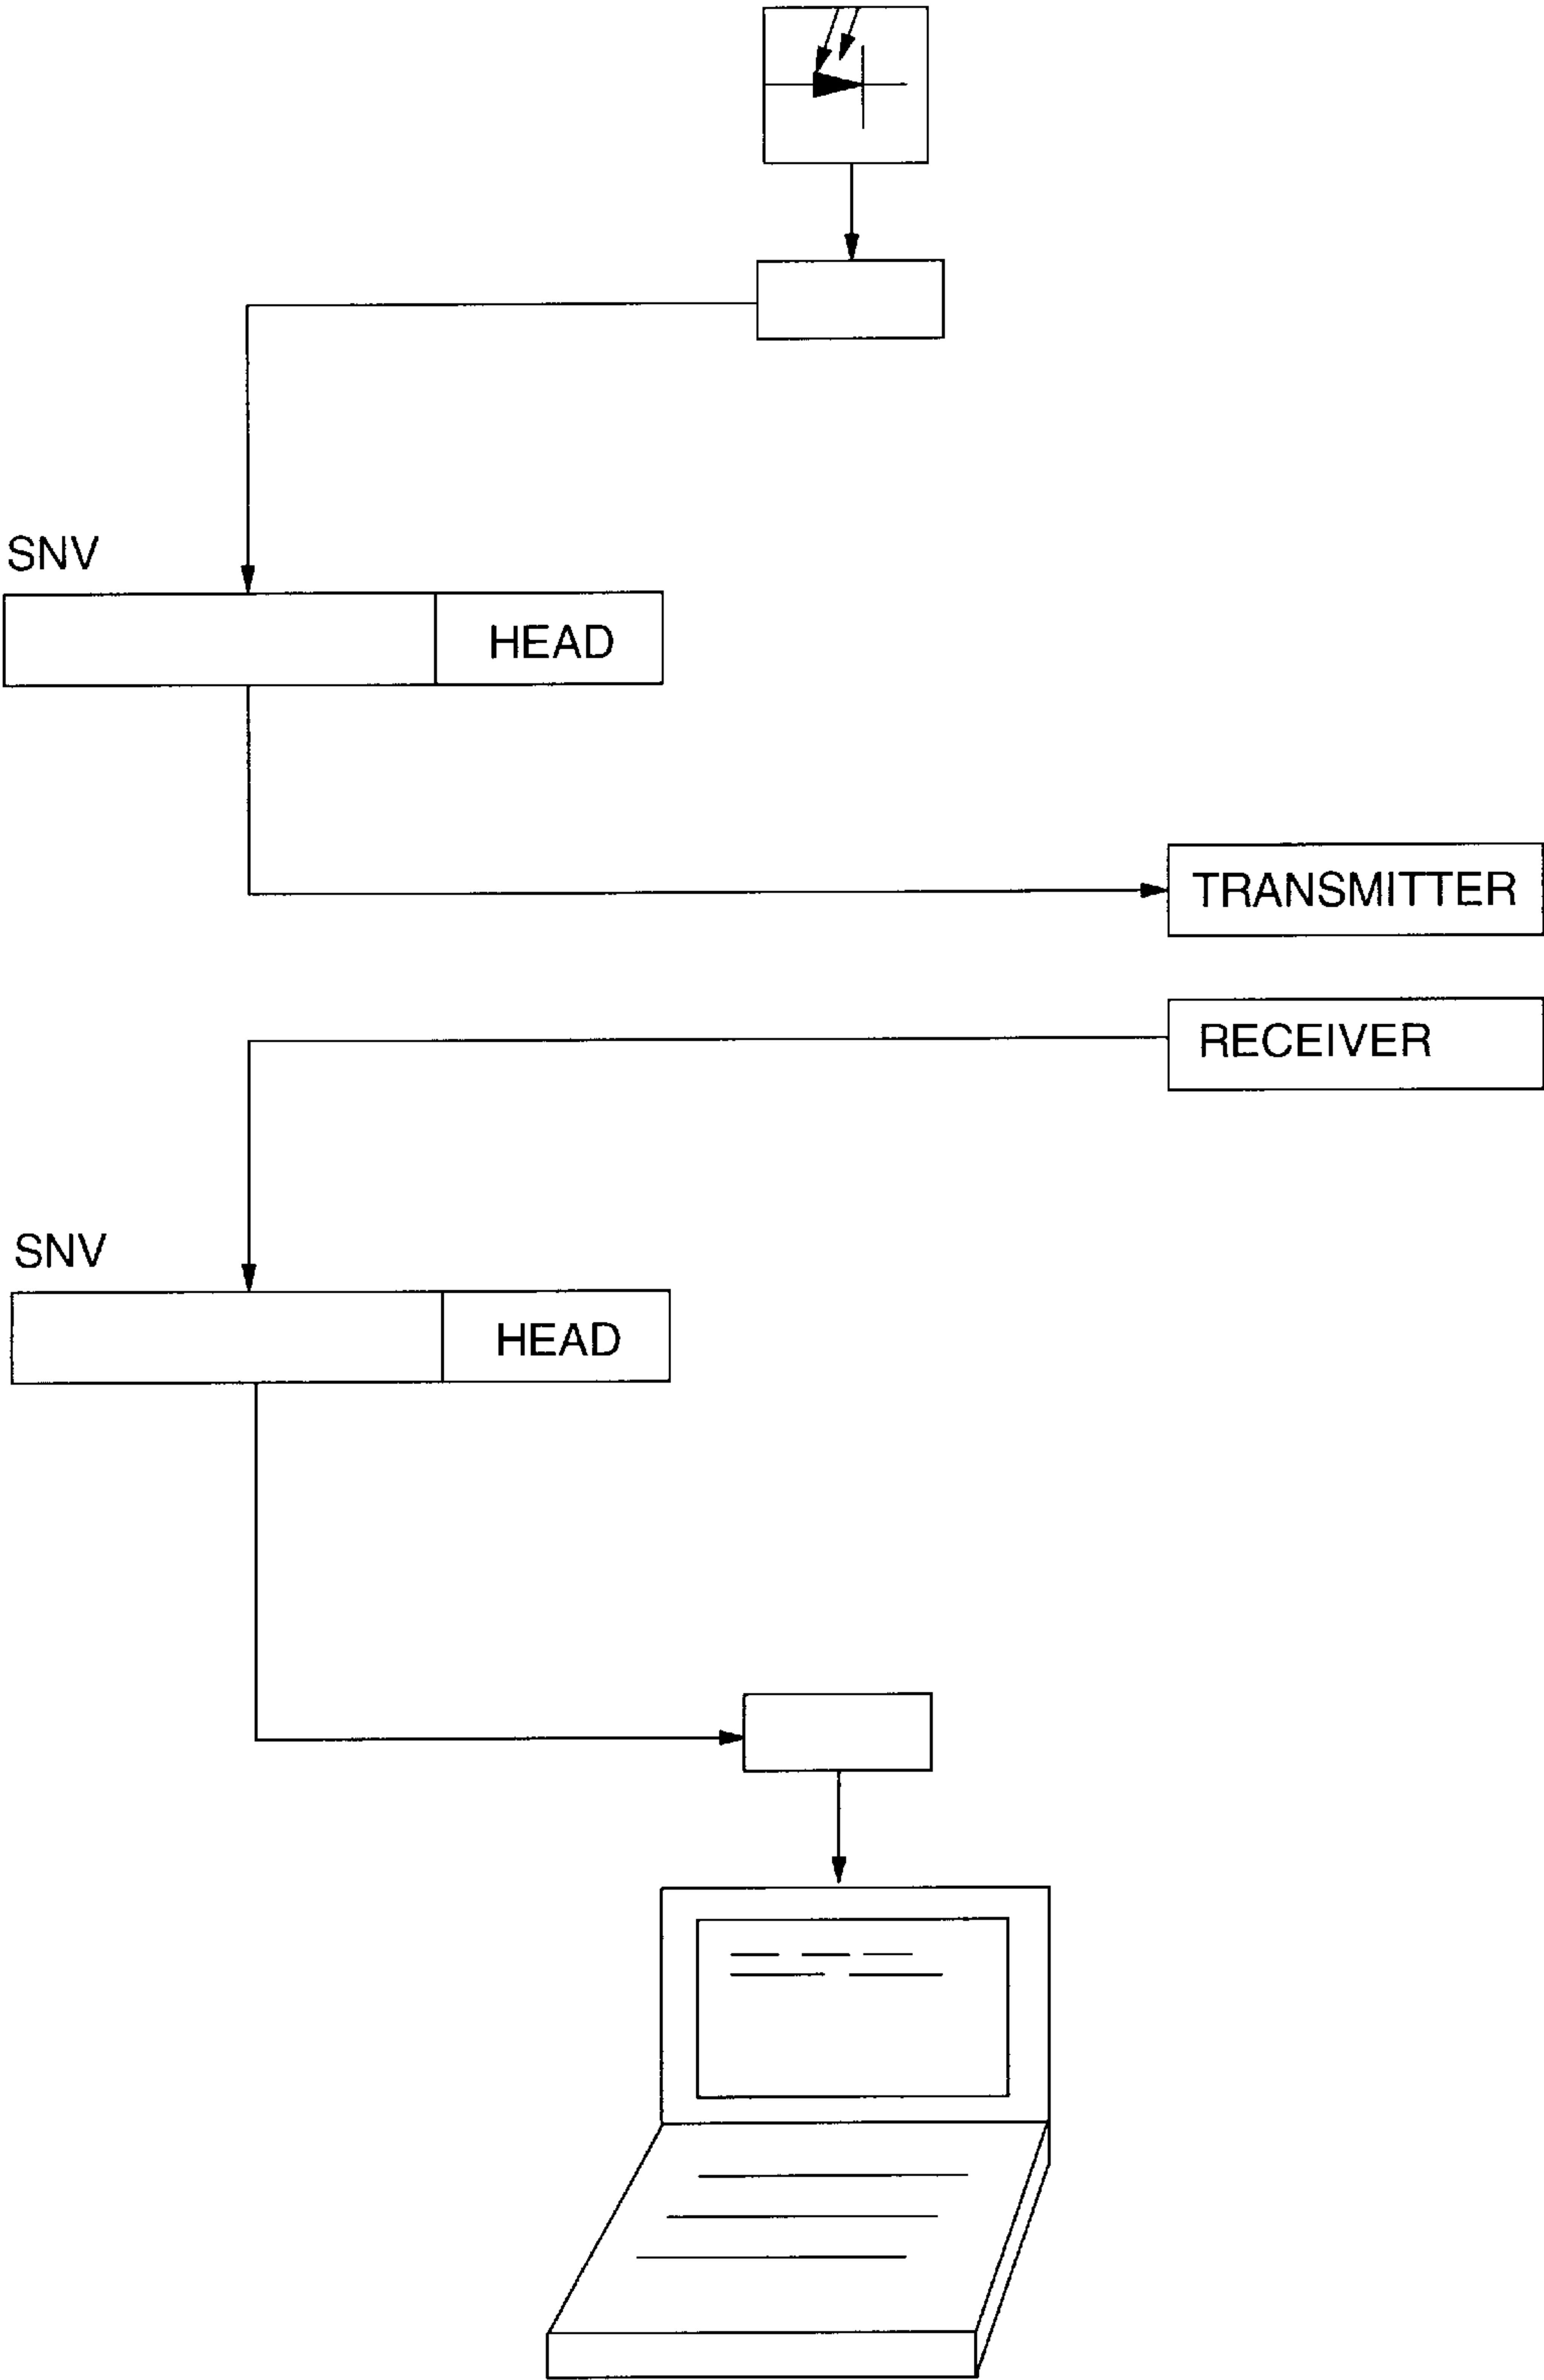 SNV
HEAD
TRANSMITTER
RECEIVER
SNV
HEAD